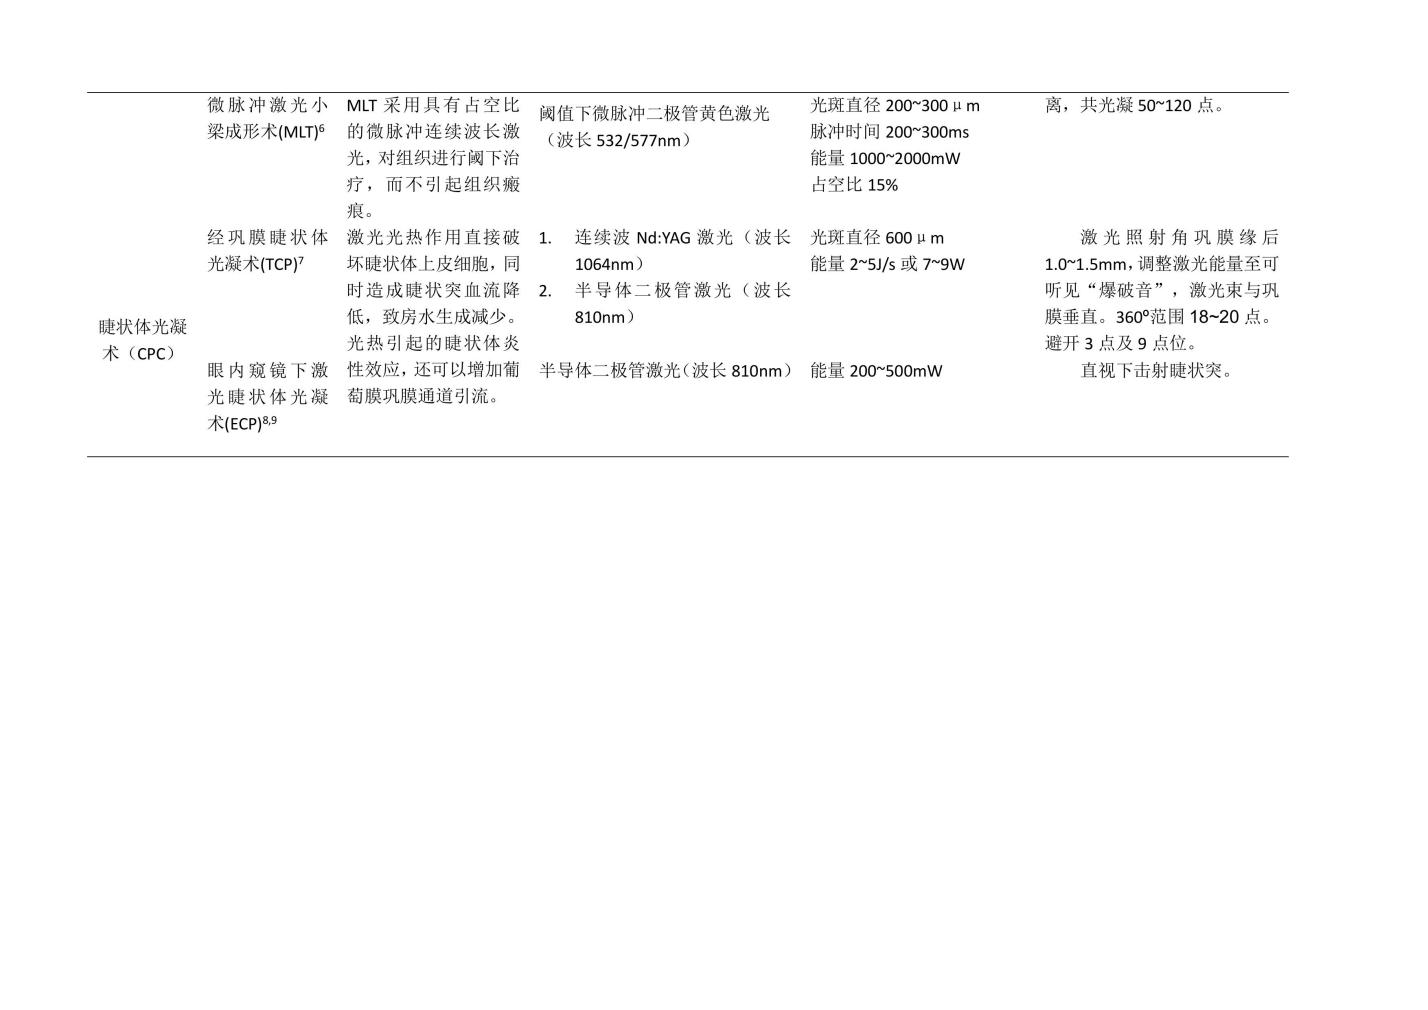 微脉冲激光小
梁成形术(MLT)6
MLT 采用具有占空比
的微脉冲连续波长激
光，对组织进行阈下治
疗，而不引起组织瘢
痕。
阈值下微脉冲二极管黄色激光
（波长 532/577nm）
光斑直径 200~300μm
脉冲时间 200~300ms
能量 1000~2000mW
占空比 15%
离，共光凝 50~120 点。
睫状体光凝
术（CPC）
经巩膜睫状体
光凝术(TCP)7
激光光热作用直接破
坏睫状体上皮细胞，同
时造成睫状突血流降
低，致房水生成减少。
光热引起的睫状体炎
性效应，还可以增加葡
萄膜巩膜通道引流。
1. 连续波 Nd:YAG 激光（波长
1064nm）
2. 半导体二极管激光（波长
810nm）
光斑直径 600μm
能量 2~5J/s 或 7~9W
激光照射角巩膜缘后
1.0~1.5mm，调整激光能量至可
听见“爆破音”，激光束与巩
膜垂直。360º范围 18~20 点。
避开 3 点及 9 点位。
眼内窥镜下激
光睫状体光凝
术(ECP)8,9
半导体二极管激光（波长 810nm）
能量 200~500mW
直视下击射睫状突。